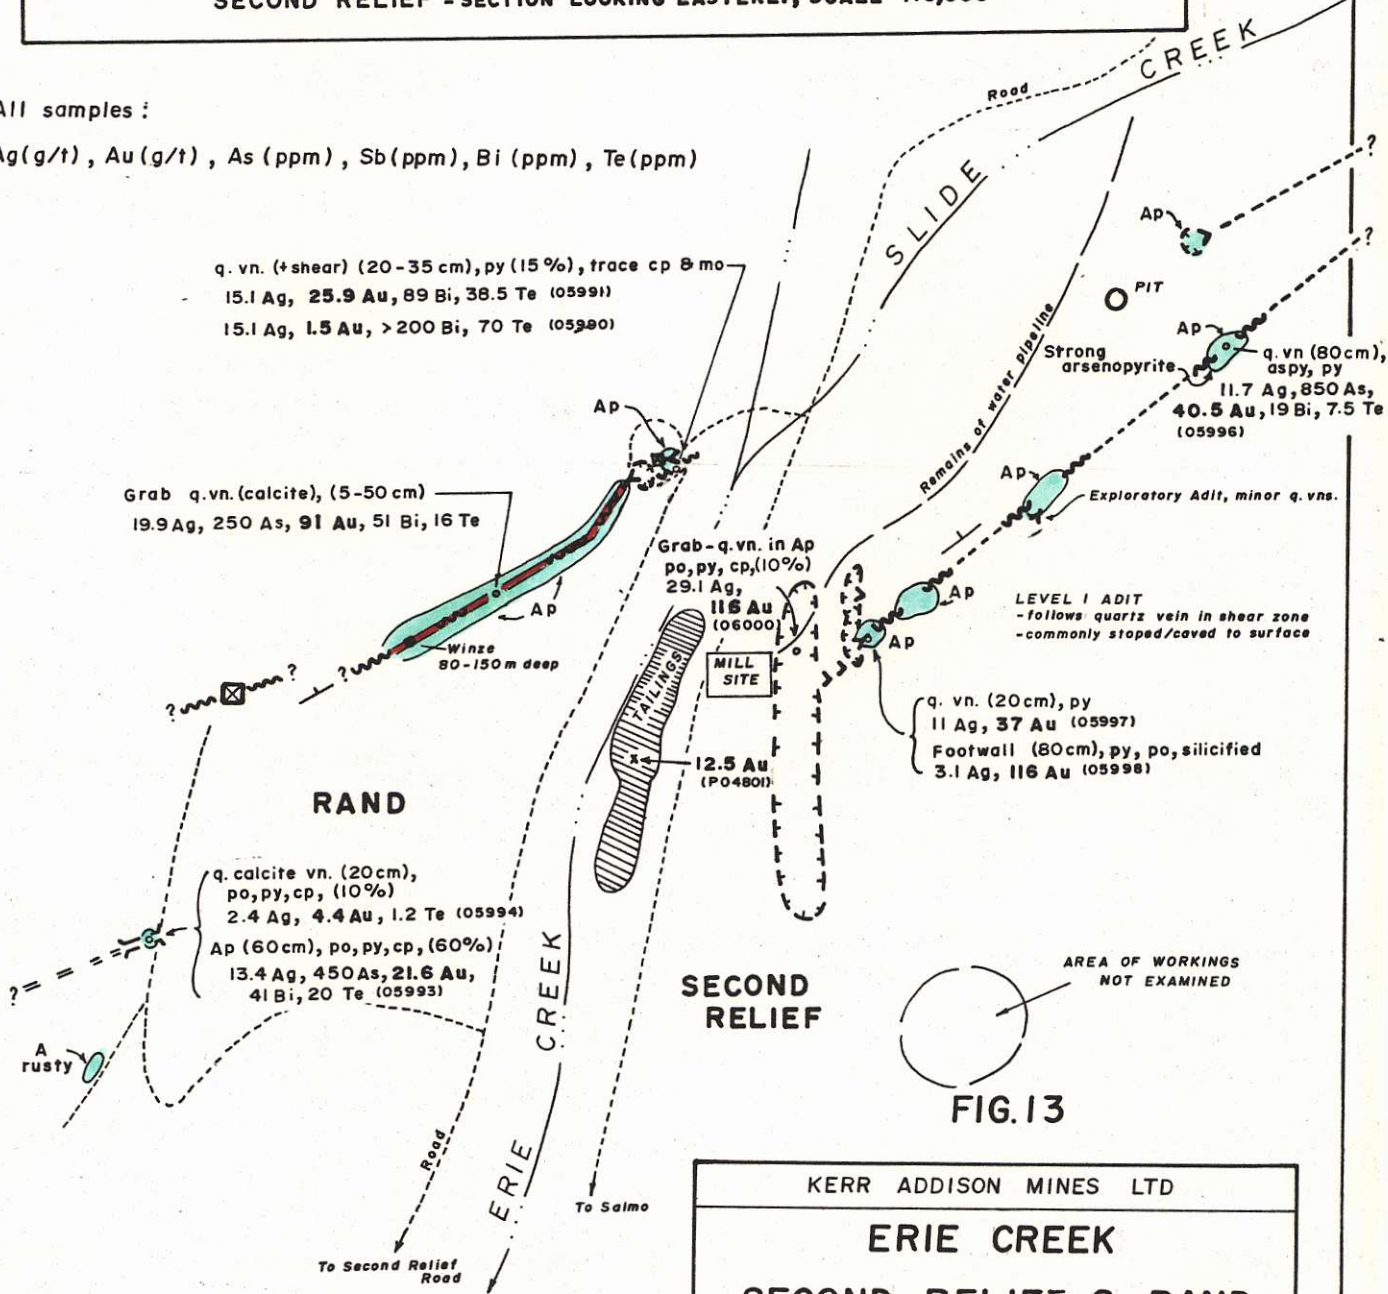 SECOND RELIEF - SECTION LOOKING EASTERLY, SCALE
All samples:
Ag(g/t), Au(g/t), As (ppm), Sb(ppm), Bi (ppm), Te(ppm)
CREEK
Road
SLIDE
?
Ap
?
PIT
q. vn. (+shear) (20-35 cm), py (15%), trace cp & mo
15.1 Ag, 25.9 Au, 89 Bi, 38.5 Te (05991)
15.1 Ag, 1.5 Au, >200 Bi, 70 Te (05990)
Remains of water pipeline
Ap
Strong
arsenopyrite
q. vn (80cm),
aspy, py
11.7 Ag, 850 As,
40.5 Au, 19 Bi, 7.5 Te
(05996)
Ap
Ap
Exploratory Adit, minor q. vns.
Grab q.vn. (calcite), (5-50 cm)
19.9 Ag, 250 As, 91 Au, 51 Bi, 16 Te
Grab-q.vn. in Ap
po, py, cp, (10%)
29.1 Ag,
116 Au
(06000)
Ap
Ap
LEVEL 1 ADIT
-follows quartz vein in shear zone
-commonly stoped/caved to surface
Ap
Winze
80-150 m deep
MILL
SITE
TAILINGS
?
?
?
q. vn. (20cm), py
11 Ag, 37 Au (05997)
Footwall (80cm), py, po, silicified
3.1 Ag, 116 Au (05998)
12.5 Au
(P04801)
RAND
q. calcite vn. (20cm),
po, py, cp, (10%)
2.4 Ag, 4.4 Au, 1.2 Te (05994)
Ap (60cm), po, py, cp, (60%)
13.4 Ag, 450 As, 21.6 Au,
41 Bi, 20 Te (05993)
?
A
rusty
CREEK
SECOND
RELIEF
AREA OF WORKINGS
NOT EXAMINED
FIG. 13
Road
ERIE
To Salmo
To Second Relief
Road
KERR ADDISON MINES LTD
ERIE CREEK
SECOND RELIEF & RAND